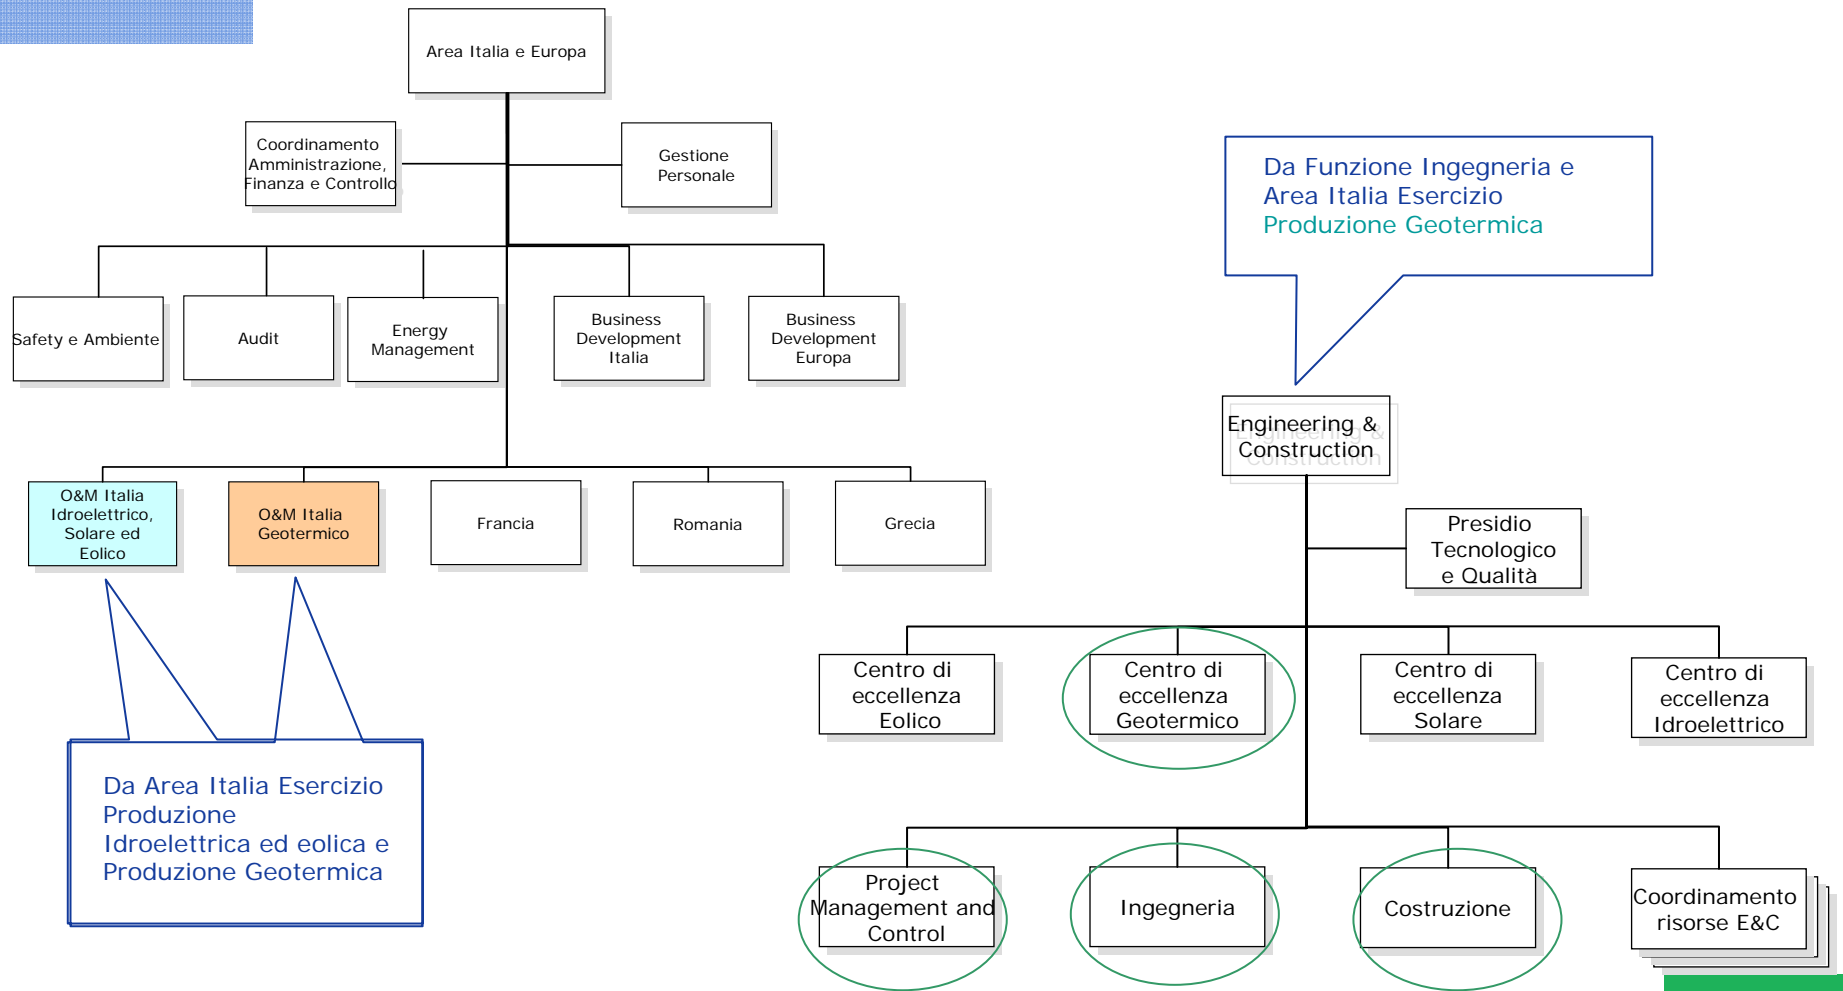 Area Italia e Europa
Coordinamento
Amministrazione,
Finanza e Controllo
Gestione
Personale
Safety e Ambiente
Audit
Energy
Management
Business
Development
Italia
Business
Development
Europa
O&M Italia
Idroelettrico,
Solare ed
Eolico
O&M Italia
Geotermico
Francia
Romania
Grecia
Da Area Italia Esercizio
Produzione
Idroelettrica ed eolica e
Produzione Geotermica
Da Funzione Ingegneria e
Area Italia Esercizio
Produzione Geotermica
Engineering &
Construction
Presidio
Tecnologico
e Qualità
Centro di
eccellenza
Eolico
Centro di
eccellenza
Geotermico
Centro di
eccellenza
Solare
Centro di
eccellenza
Idroelettrico
Project
Management and
Control
Ingegneria
Costruzione
Coordinamento
risorse E&C